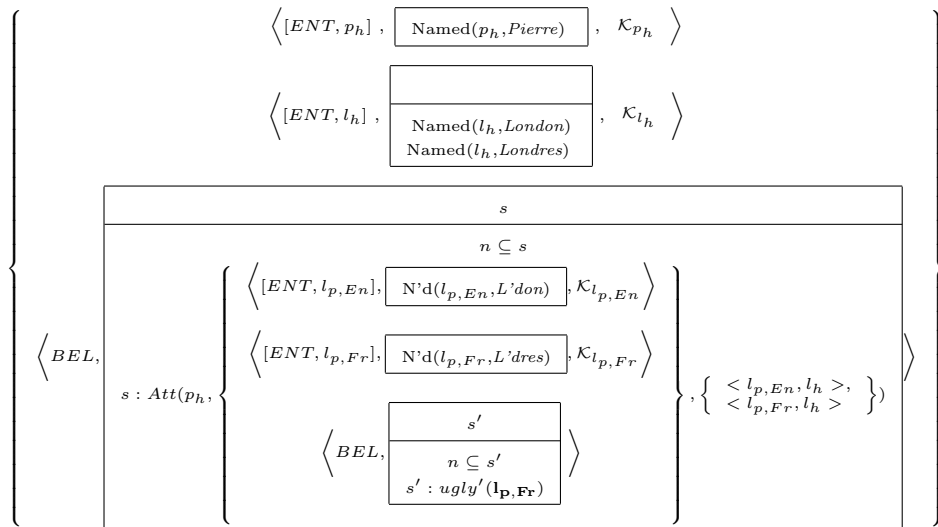 ⟨[ENT, p_h] , Named(p_h,Pierre) , 𝒦_{p_h} ⟩
⟨[ENT, l_h] , Named(l_h,London) Named(l_h,Londres) , 𝒦_{l_h} ⟩
s
n ⊆ s
⟨[ENT, l_{p,En}], N'd(l_{p,En},L'don) , 𝒦_{l_{p,En}}⟩
⟨[ENT, l_{p,Fr}], N'd(l_{p,Fr},L'dres) , 𝒦_{l_{p,Fr}}⟩
⟨BEL,
s : Att(p_h, , { < l_{p,En}, l_h >, < l_{p,Fr}, l_h > })
s′
⟨BEL, n ⊆ s′ ⟩
s′ : ugly′(l_{p,Fr})